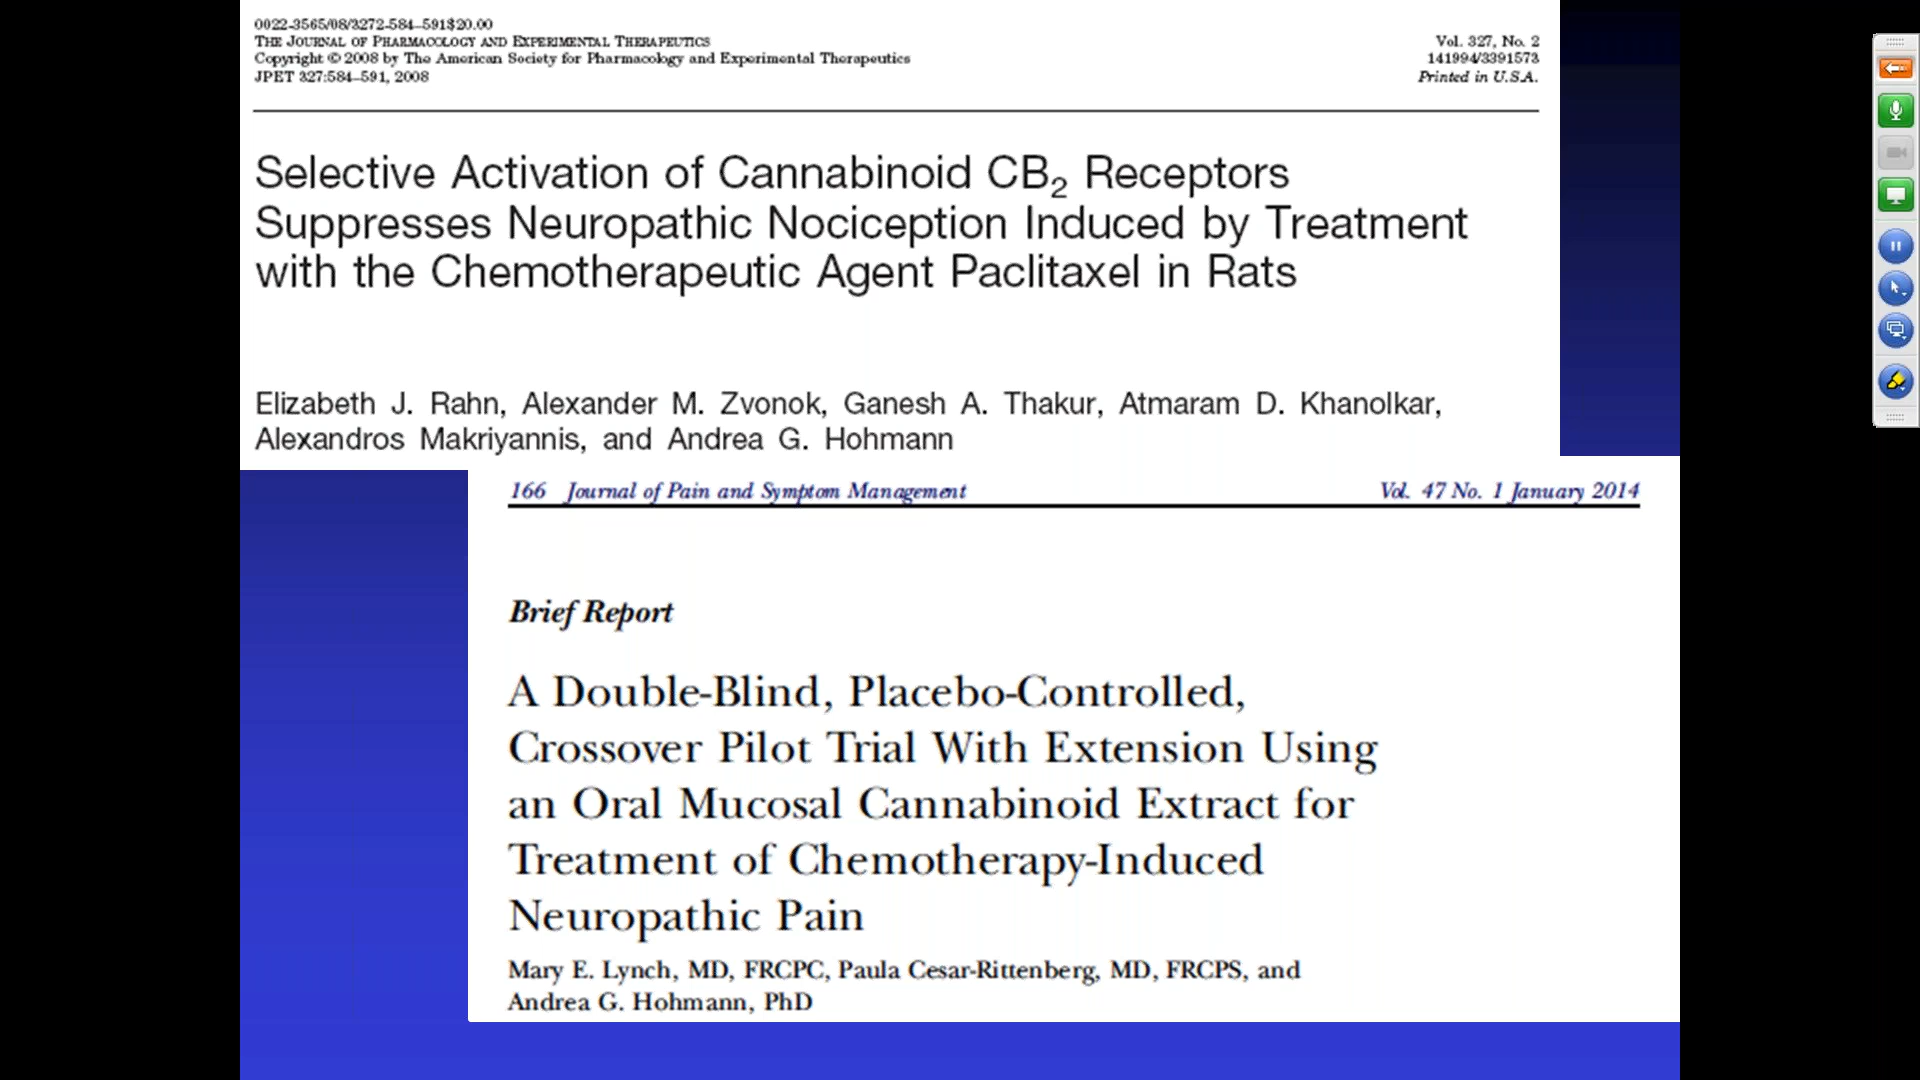 0022-3565/08/3272-584–591$20.00
THE JOURNAL OF PHARMACOLOGY AND EXPERIMENTAL THERAPEUTICS
Copyright © 2008 by The American Society for Pharmacology and Experimental Therapeutics
JPET 327:584–591, 2008
Vol. 327, No. 2
141994/3391573
Printed in U.S.A.
Selective Activation of Cannabinoid CB2 Receptors
Suppresses Neuropathic Nociception Induced by Treatment
with the Chemotherapeutic Agent Paclitaxel in Rats
Elizabeth J. Rahn, Alexander M. Zvonok, Ganesh A. Thakur, Atmaram D. Khanolkar,
Alexandros Makriyannis, and Andrea G. Hohmann
166 Journal of Pain and Symptom Management
Vol. 47 No. 1 January 2014
Brief Report
A Double-Blind, Placebo-Controlled,
Crossover Pilot Trial With Extension Using
an Oral Mucosal Cannabinoid Extract for
Treatment of Chemotherapy-Induced
Neuropathic Pain
Mary E. Lynch, MD, FRCPC, Paula Cesar-Rittenberg, MD, FRCPS, and
Andrea G. Hohmann, PhD